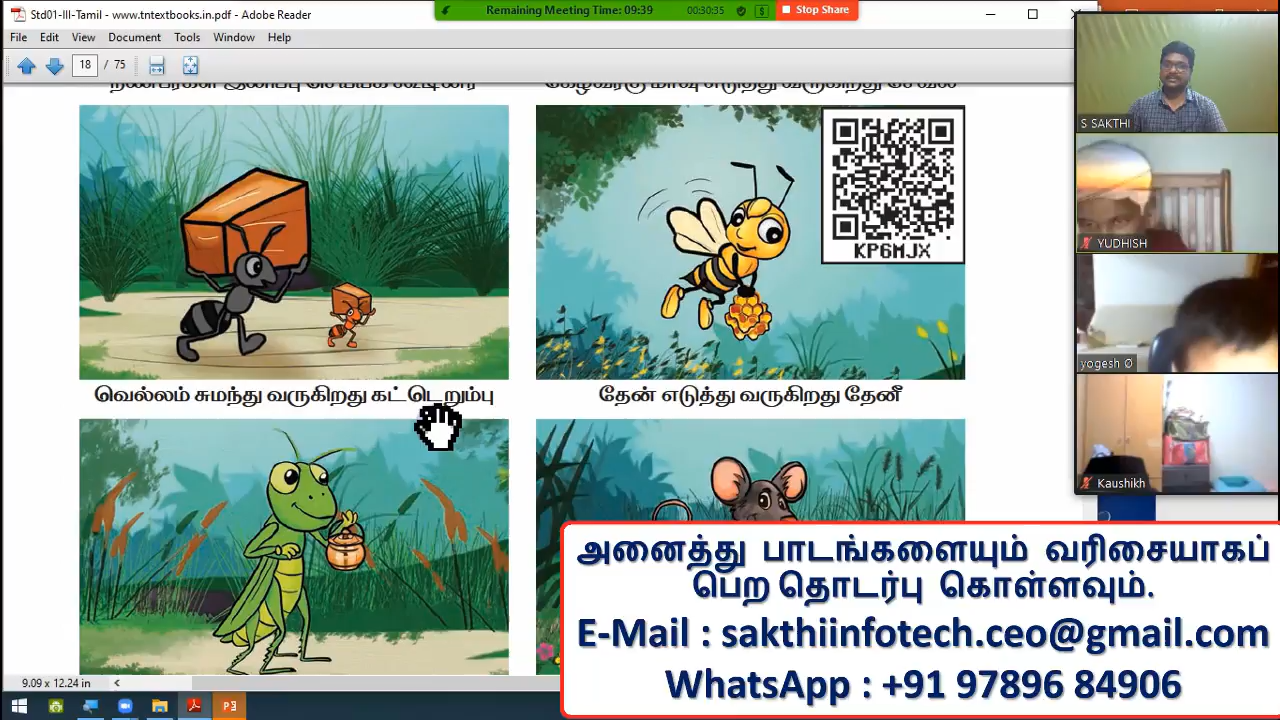 Std01-III-Tamil - www.tntextbooks.in.pdf - Adobe Reader
Remaining Meeting Time: 09:39
00:30:35
Stop Share
File Edit View Document Tools Window Help
18 / 75
KP6MJX
வெல்லம் சுமந்து வருகிறது கட்டெறும்பு
தேன் எடுத்து வருகிறது தேனீ
S SAKTHI
YUDHISH
yogesh Ø
Kaushikh
அனைத்து பாடங்களையும் வரிசையாகப்
பெற தொடர்பு கொள்ளவும்.
E-Mail : sakthiinfotech.ceo@gmail.com
WhatsApp : +91 97896 84906
9.09 x 12.24 in